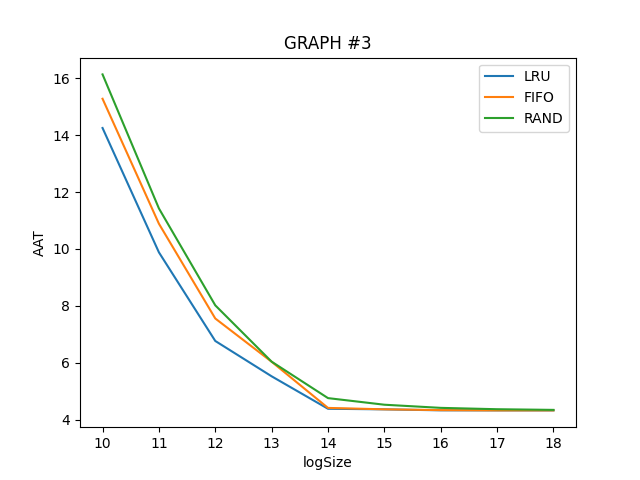 GRAPH #3
LRU
FIFO
RAND
16
14
12
10
8
6
4
AAT
10 11 12 13 14 15 16 17 18
logSize